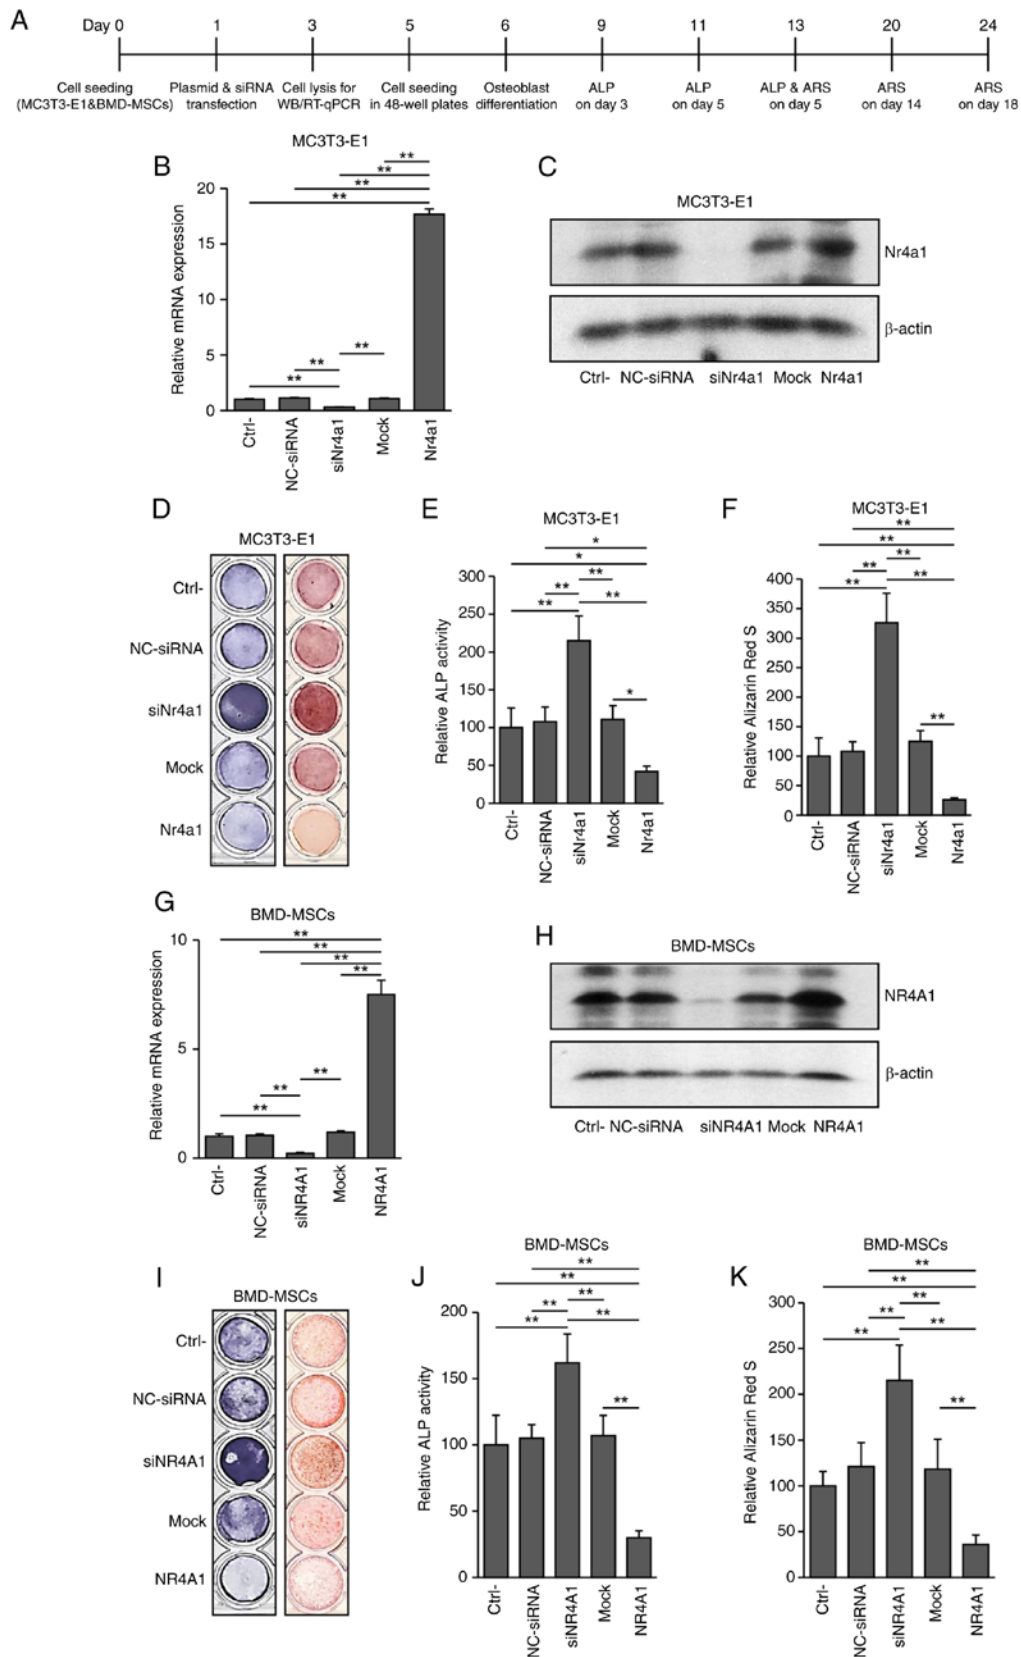 A
Day 0 1 3 5 6 9 11 13 20 24
Cell seeding Plasmid & siRNA Cell lysis for Cell seeding Osteoblast ALP ALP ALP & ARS ARS ARS
(MC3T3-E1&BMD-MSCs) transfection WB/RT-qPCR in 48-well plates differentiation on day 3 on day 5 on day 5 on day 14 on day 18
B
MC3T3-E1
**
**
**
**
**
**
**
20
15
10
5
0
Relative mRNA expression
Ctrl-
NC-siRNA
siNr4a1
Mock
Nr4a1
C
MC3T3-E1
Nr4a1
β-actin
Ctrl- NC-siRNA siNr4a1 Mock Nr4a1
D
MC3T3-E1
Ctrl-
NC-siRNA
siNr4a1
Mock
Nr4a1
E
MC3T3-E1
*
*
**
**
**
**
*
300
250
200
150
100
50
0
Relative ALP activity
Ctrl-
NC-siRNA
siNr4a1
Mock
Nr4a1
F
MC3T3-E1
**
**
**
**
**
**
**
400
350
300
250
200
150
100
50
0
Relative Alizarin Red S
Ctrl-
NC-siRNA
siNr4a1
Mock
Nr4a1
G
BMD-MSCs
**
**
**
**
**
**
**
10
5
0
Relative mRNA expression
Ctrl-
NC-siRNA
siNR4A1
Mock
NR4A1
H
BMD-MSCs
NR4A1
β-actin
Ctrl- NC-siRNA siNR4A1 Mock NR4A1
I
BMD-MSCs
Ctrl-
NC-siRNA
siNR4A1
Mock
NR4A1
J
BMD-MSCs
**
**
**
**
**
**
**
200
150
100
50
0
Relative ALP activity
Ctrl-
NC-siRNA
siNR4A1
Mock
NR4A1
K
BMD-MSCs
**
**
**
**
**
**
**
300
250
200
150
100
50
0
Relative Alizarin Red S
Ctrl-
NC-siRNA
siNR4A1
Mock
NR4A1